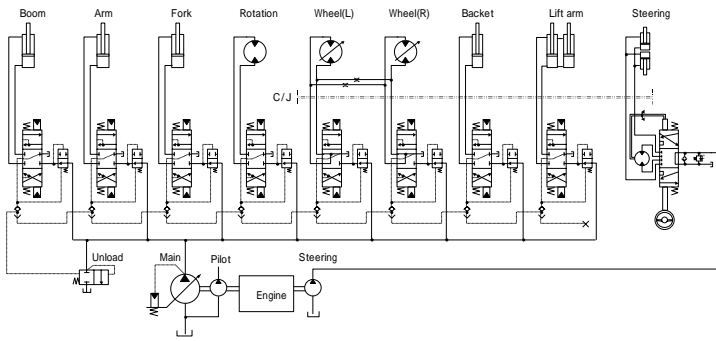 Boom Arm Fork Rotation Wheel(L) Wheel(R) Backet Lift arm Steering
C/J
Unload Main Pilot Steering
Engine